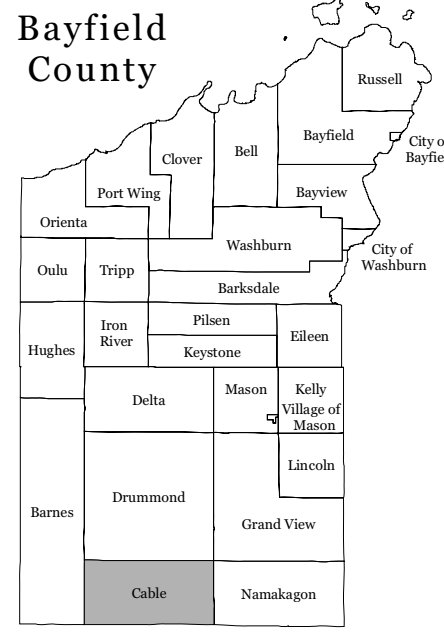 Bayfield
County
Russell
City o
Bayfie
Bayfield
Bell
Clover
Bayview
Port Wing
Orienta
Washburn
City of
Washburn
Oulu
Tripp
Barksdale
Iron
River
Pilsen
Eileen
Hughes
Keystone
Delta
Mason
Kelly
Village of
Mason
Lincoln
Barnes
Drummond
Grand View
Cable
Namakagon